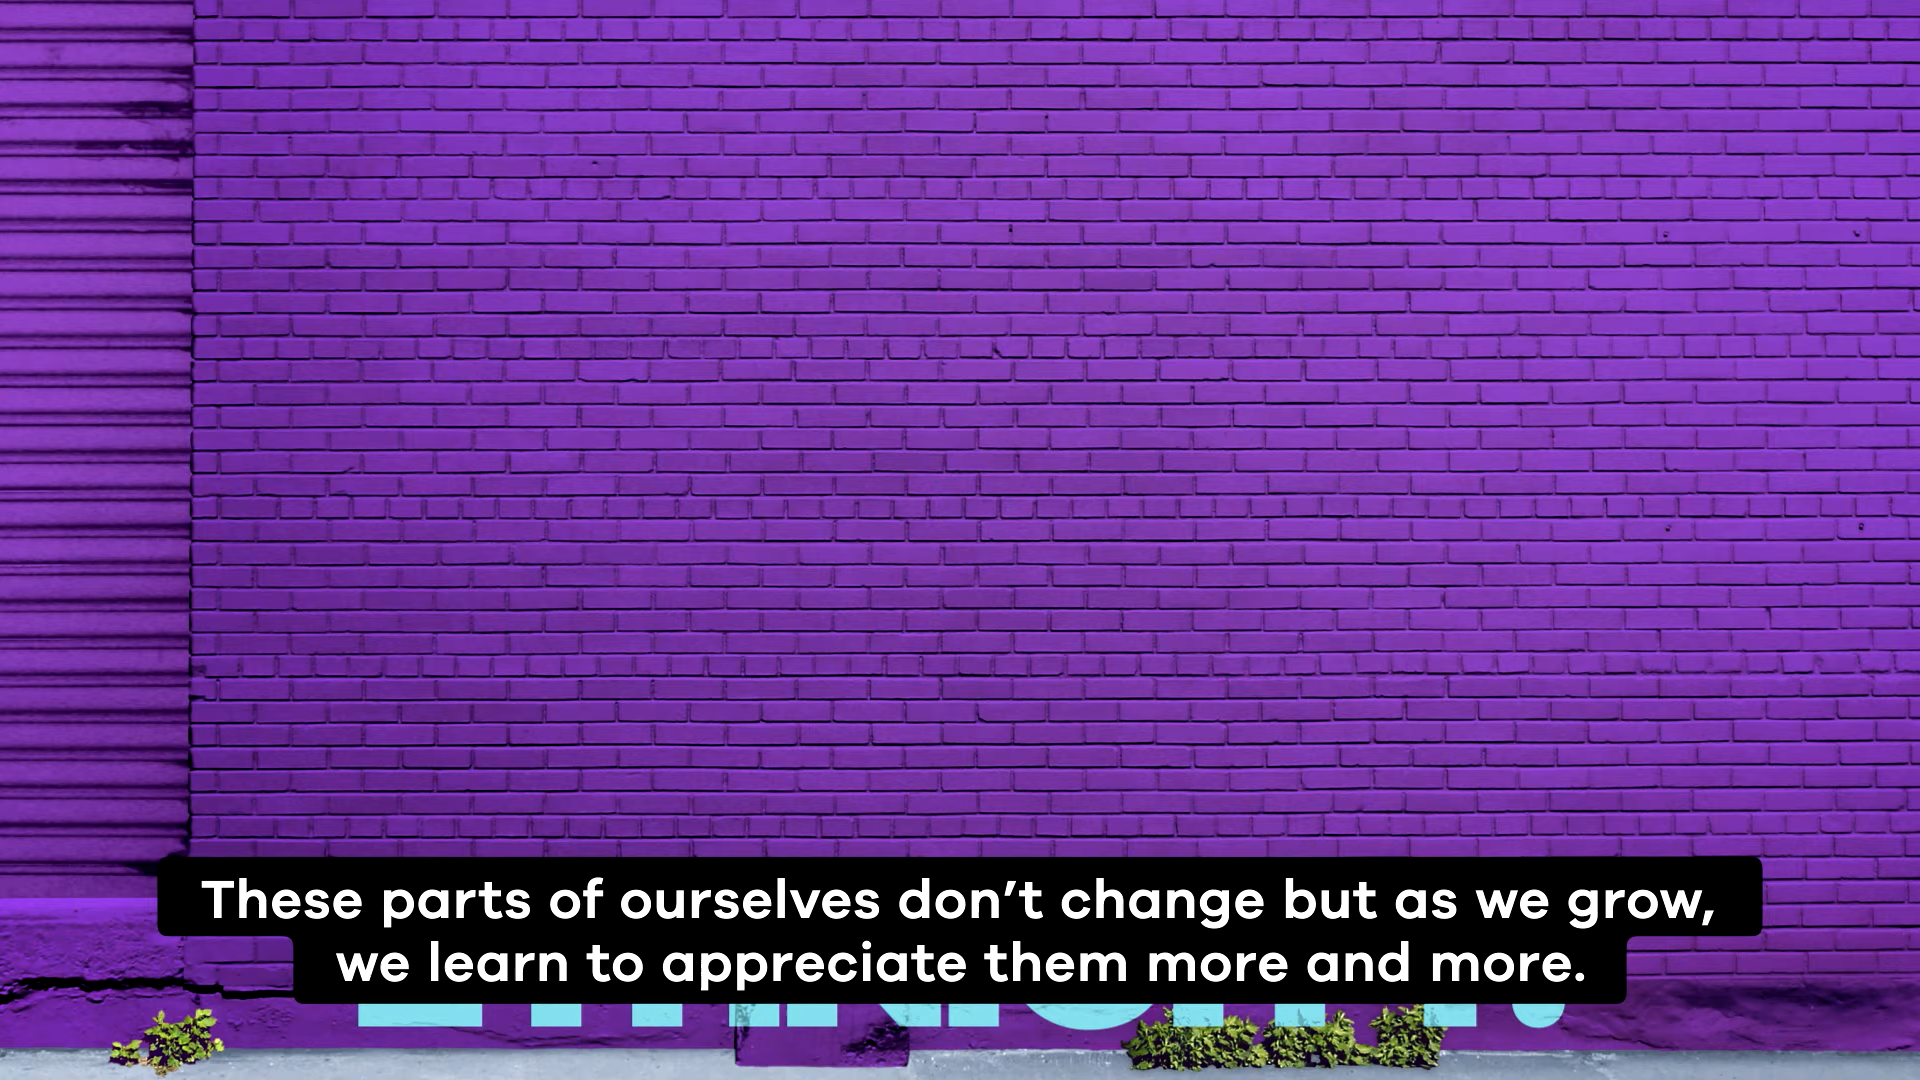 These parts of ourselves don't change but as we grow,
we learn to appreciate them more and more.